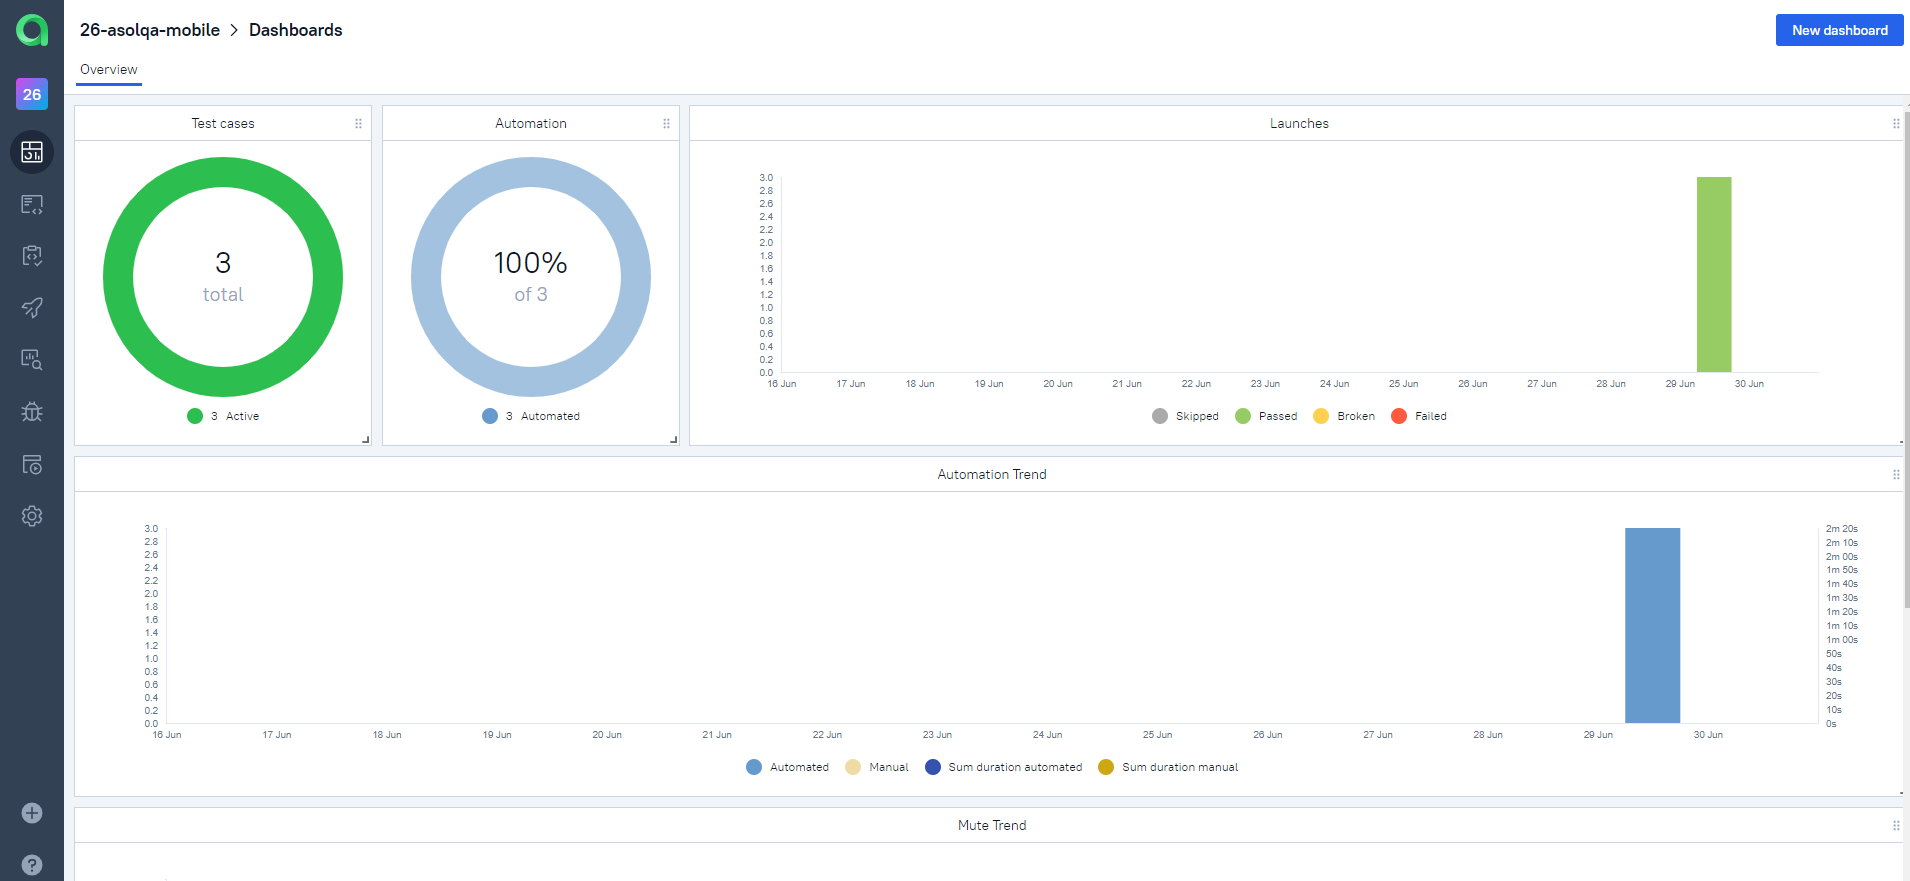 26-asolqa-mobile > Dashboards
New dashboard
Overview
26
Test cases
3
total
3 Active
Automation
100%
of 3
3 Automated
Launches
3.0
2.8
2.6
2.4
2.2
2.0
1.8
1.6
1.4
1.2
1.0
0.8
0.6
0.4
0.2
0.0
16 Jun 17 Jun 18 Jun 19 Jun 20 Jun 21 Jun 22 Jun 23 Jun 24 Jun 25 Jun 26 Jun 27 Jun 28 Jun 29 Jun 30 Jun
Skipped Passed Broken Failed
Automation Trend
3.0
2.8
2.6
2.4
2.2
2.0
1.8
1.6
1.4
1.2
1.0
0.8
0.6
0.4
0.2
0.0
2m 20s
2m 10s
2m 00s
1m 50s
1m 40s
1m 30s
1m 20s
1m 10s
1m 00s
50s
40s
30s
20s
10s
0s
16 Jun 17 Jun 18 Jun 19 Jun 20 Jun 21 Jun 22 Jun 23 Jun 24 Jun 25 Jun 26 Jun 27 Jun 28 Jun 29 Jun 30 Jun
Automated Manual Sum duration automated Sum duration manual
Mute Trend